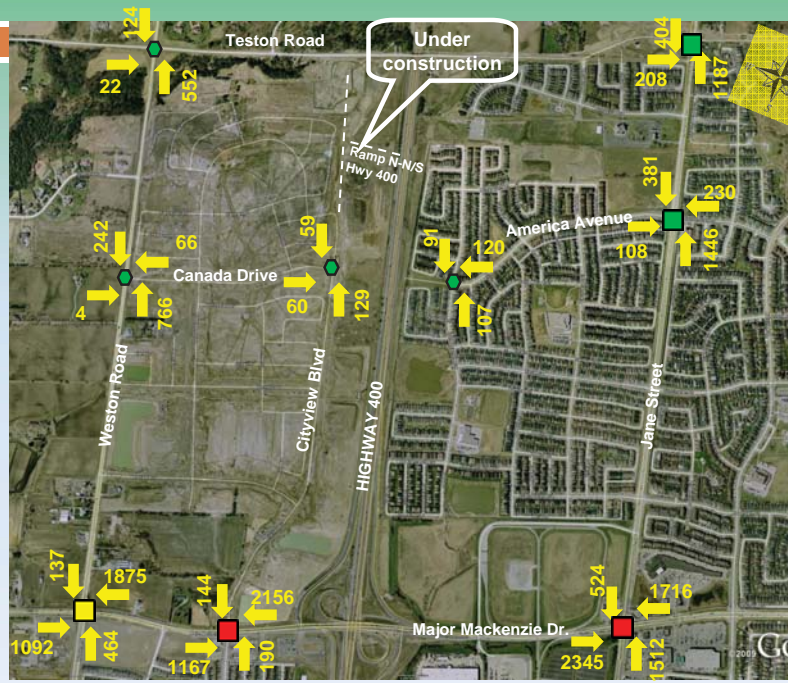 124
22
552
Teston Road
Under
construction
404
208
1187
Ramp N-N/S
Hwy 400
381
230
America Avenue
108
1446
242
66
4
766
Canada Drive
59
60
129
91
120
107
Weston Road
Cityview Blvd
HIGHWAY 400
Jane Street
137
1875
1092
464
144
2156
1167
190
Major Mackenzie Dr.
524
1716
2345
1512
©2009
Go